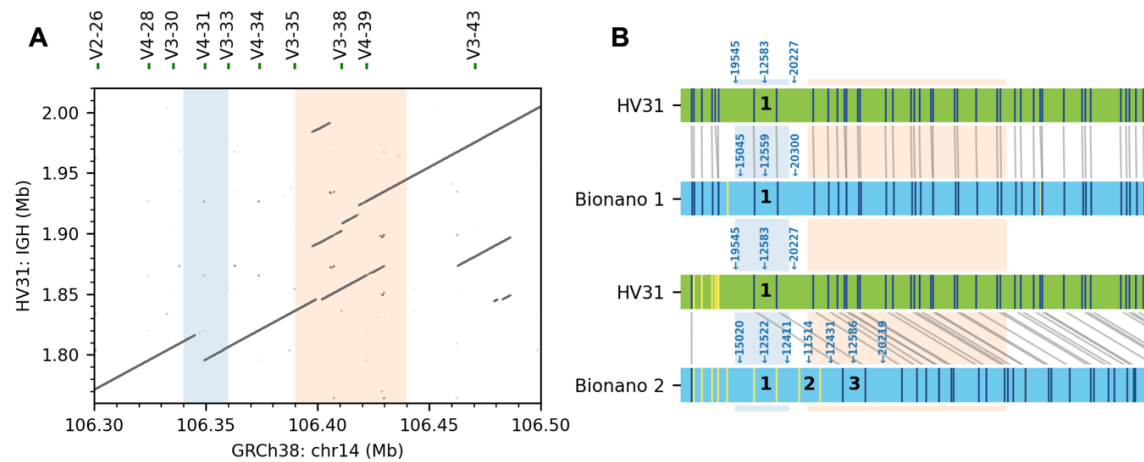 A
V2-26
V4-28
V3-30
V4-31
V3-33
V4-34
V3-35
V3-38
V4-39
V3-43
HV31: IGH (Mb)
2.00
1.95
1.90
1.85
1.80
106.30 106.35 106.40 106.45 106.50
GRCh38: chr14 (Mb)
B
←19545 ←12583 ←20227
HV31 1
←15045 ←12559 ←20300
Bionano 1 1
←19545 ←12583 ←20227
HV31 1
←15020 ←12522 ←12411 ←11514 ←12431 ←12586 ←20219
Bionano 2 1 2 3